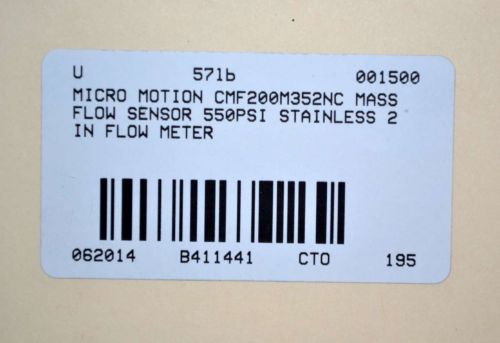 U 571b 001500
MICRO MOTION CMF200M352NC MASS
FLOW SENSOR 550PSI STAINLESS 2
IN FLOW METER
062014 B411441 CTO 195